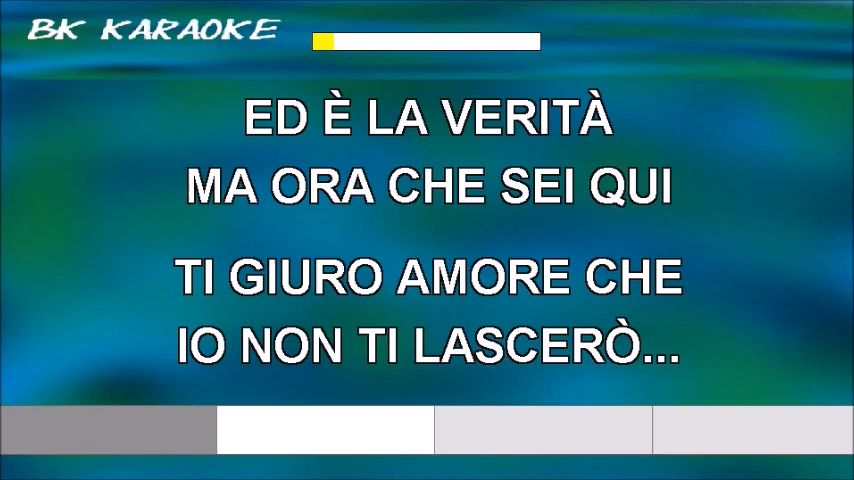 BK KARAOKE
ED È LA VERITÀ
MA ORA CHE SEI QUI
TI GIURO AMORE CHE
IO NON TI LASCERÒ...